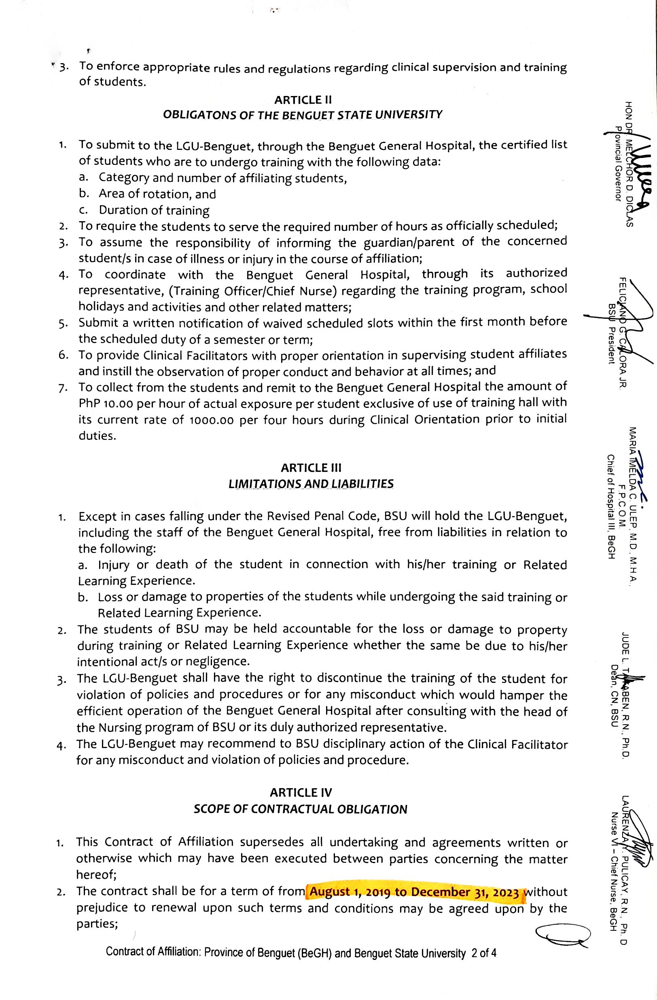 3. To enforce appropriate rules and regulations regarding clinical supervision and training
of students.
ARTICLE II
OBLIGATONS OF THE BENGUET STATE UNIVERSITY
1. To submit to the LGU-Benguet, through the Benguet General Hospital, the certified list
of students who are to undergo training with the following data:
a. Category and number of affiliating students,
b. Area of rotation, and
c. Duration of training
2. To require the students to serve the required number of hours as officially scheduled;
3. To assume the responsibility of informing the guardian/parent of the concerned
student/s in case of illness or injury in the course of affiliation;
4. To coordinate with the Benguet General Hospital, through its authorized
representative, (Training Officer/Chief Nurse) regarding the training program, school
holidays and activities and other related matters;
5. Submit a written notification of waived scheduled slots within the first month before
the scheduled duty of a semester or term;
6. To provide Clinical Facilitators with proper orientation in supervising student affiliates
and instill the observation of proper conduct and behavior at all times; and
7. To collect from the students and remit to the Benguet General Hospital the amount of
PhP 10.00 per hour of actual exposure per student exclusive of use of training hall with
its current rate of 1000.00 per four hours during Clinical Orientation prior to initial
duties.
ARTICLE III
LIMITATIONS AND LIABILITIES
1. Except in cases falling under the Revised Penal Code, BSU will hold the LGU-Benguet,
including the staff of the Benguet General Hospital, free from liabilities in relation to
the following:
a. Injury or death of the student in connection with his/her training or Related
Learning Experience.
b. Loss or damage to properties of the students while undergoing the said training or
Related Learning Experience.
2. The students of BSU may be held accountable for the loss or damage to property
during training or Related Learning Experience whether the same be due to his/her
intentional act/s or negligence.
3. The LGU-Benguet shall have the right to discontinue the training of the student for
violation of policies and procedures or for any misconduct which would hamper the
efficient operation of the Benguet General Hospital after consulting with the head of
the Nursing program of BSU or its duly authorized representative.
4. The LGU-Benguet may recommend to BSU disciplinary action of the Clinical Facilitator
for any misconduct and violation of policies and procedure.
ARTICLE IV
SCOPE OF CONTRACTUAL OBLIGATION
1. This Contract of Affiliation supersedes all undertaking and agreements written or
otherwise which may have been executed between parties concerning the matter
hereof;
2. The contract shall be for a term of from August 1, 2019 to December 31, 2023 without
prejudice to renewal upon such terms and conditions may be agreed upon by the
parties;
Contract of Affiliation: Province of Benguet (BeGH) and Benguet State University 2 of 4
HON DR. MELCHOR D. DICLAS
Provincial Governor
FELICIANO G. CALORA JR.
BSU President
MARIA IMELDA C. ULEP, M.D., M.H.A.,
F.P.C.O.M.
Chief of Hospital III, BeGH
JUDE L. R.N., Ph.D.
Dean, CN, BSU
LAURENZA Y. PULICAY, R.N., Ph. D
Nurse VI – Chief Nurse, BeGH